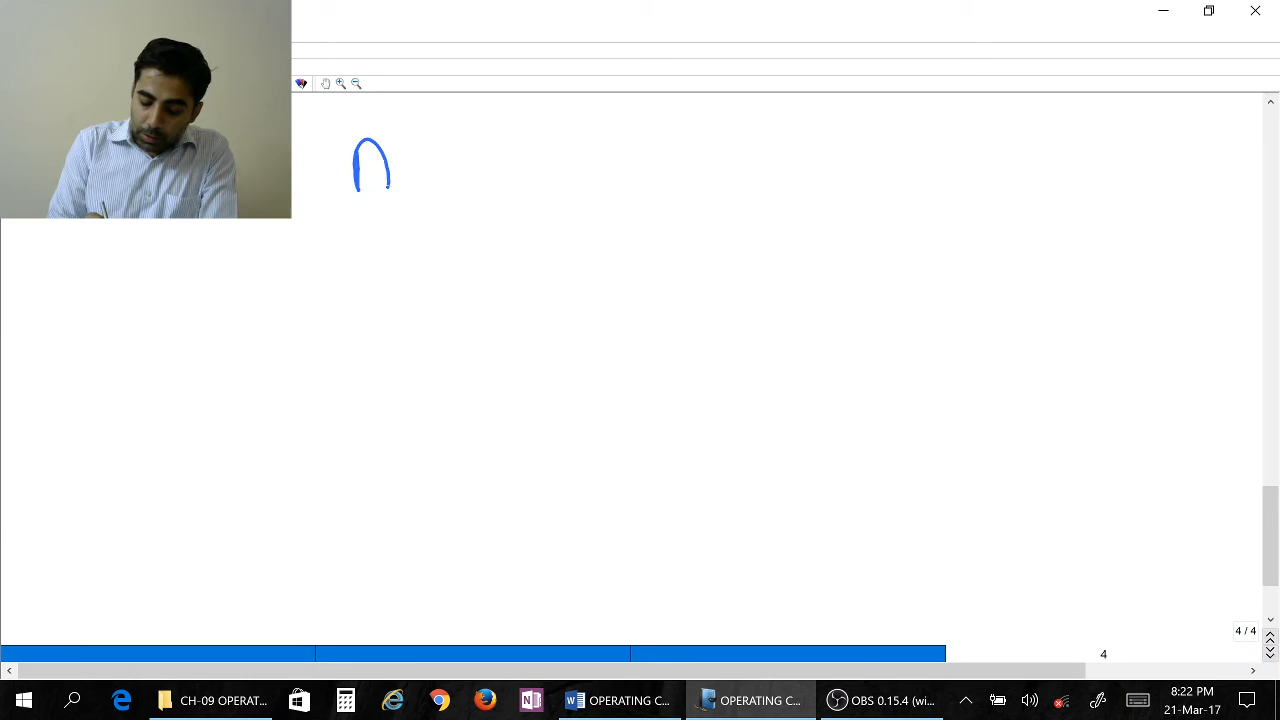 n
4 / 4
4
CH-09 OPERAT...
OPERATING C...
OPERATING C...
OBS 0.15.4 (wi...
8:22 PM
21-Mar-17